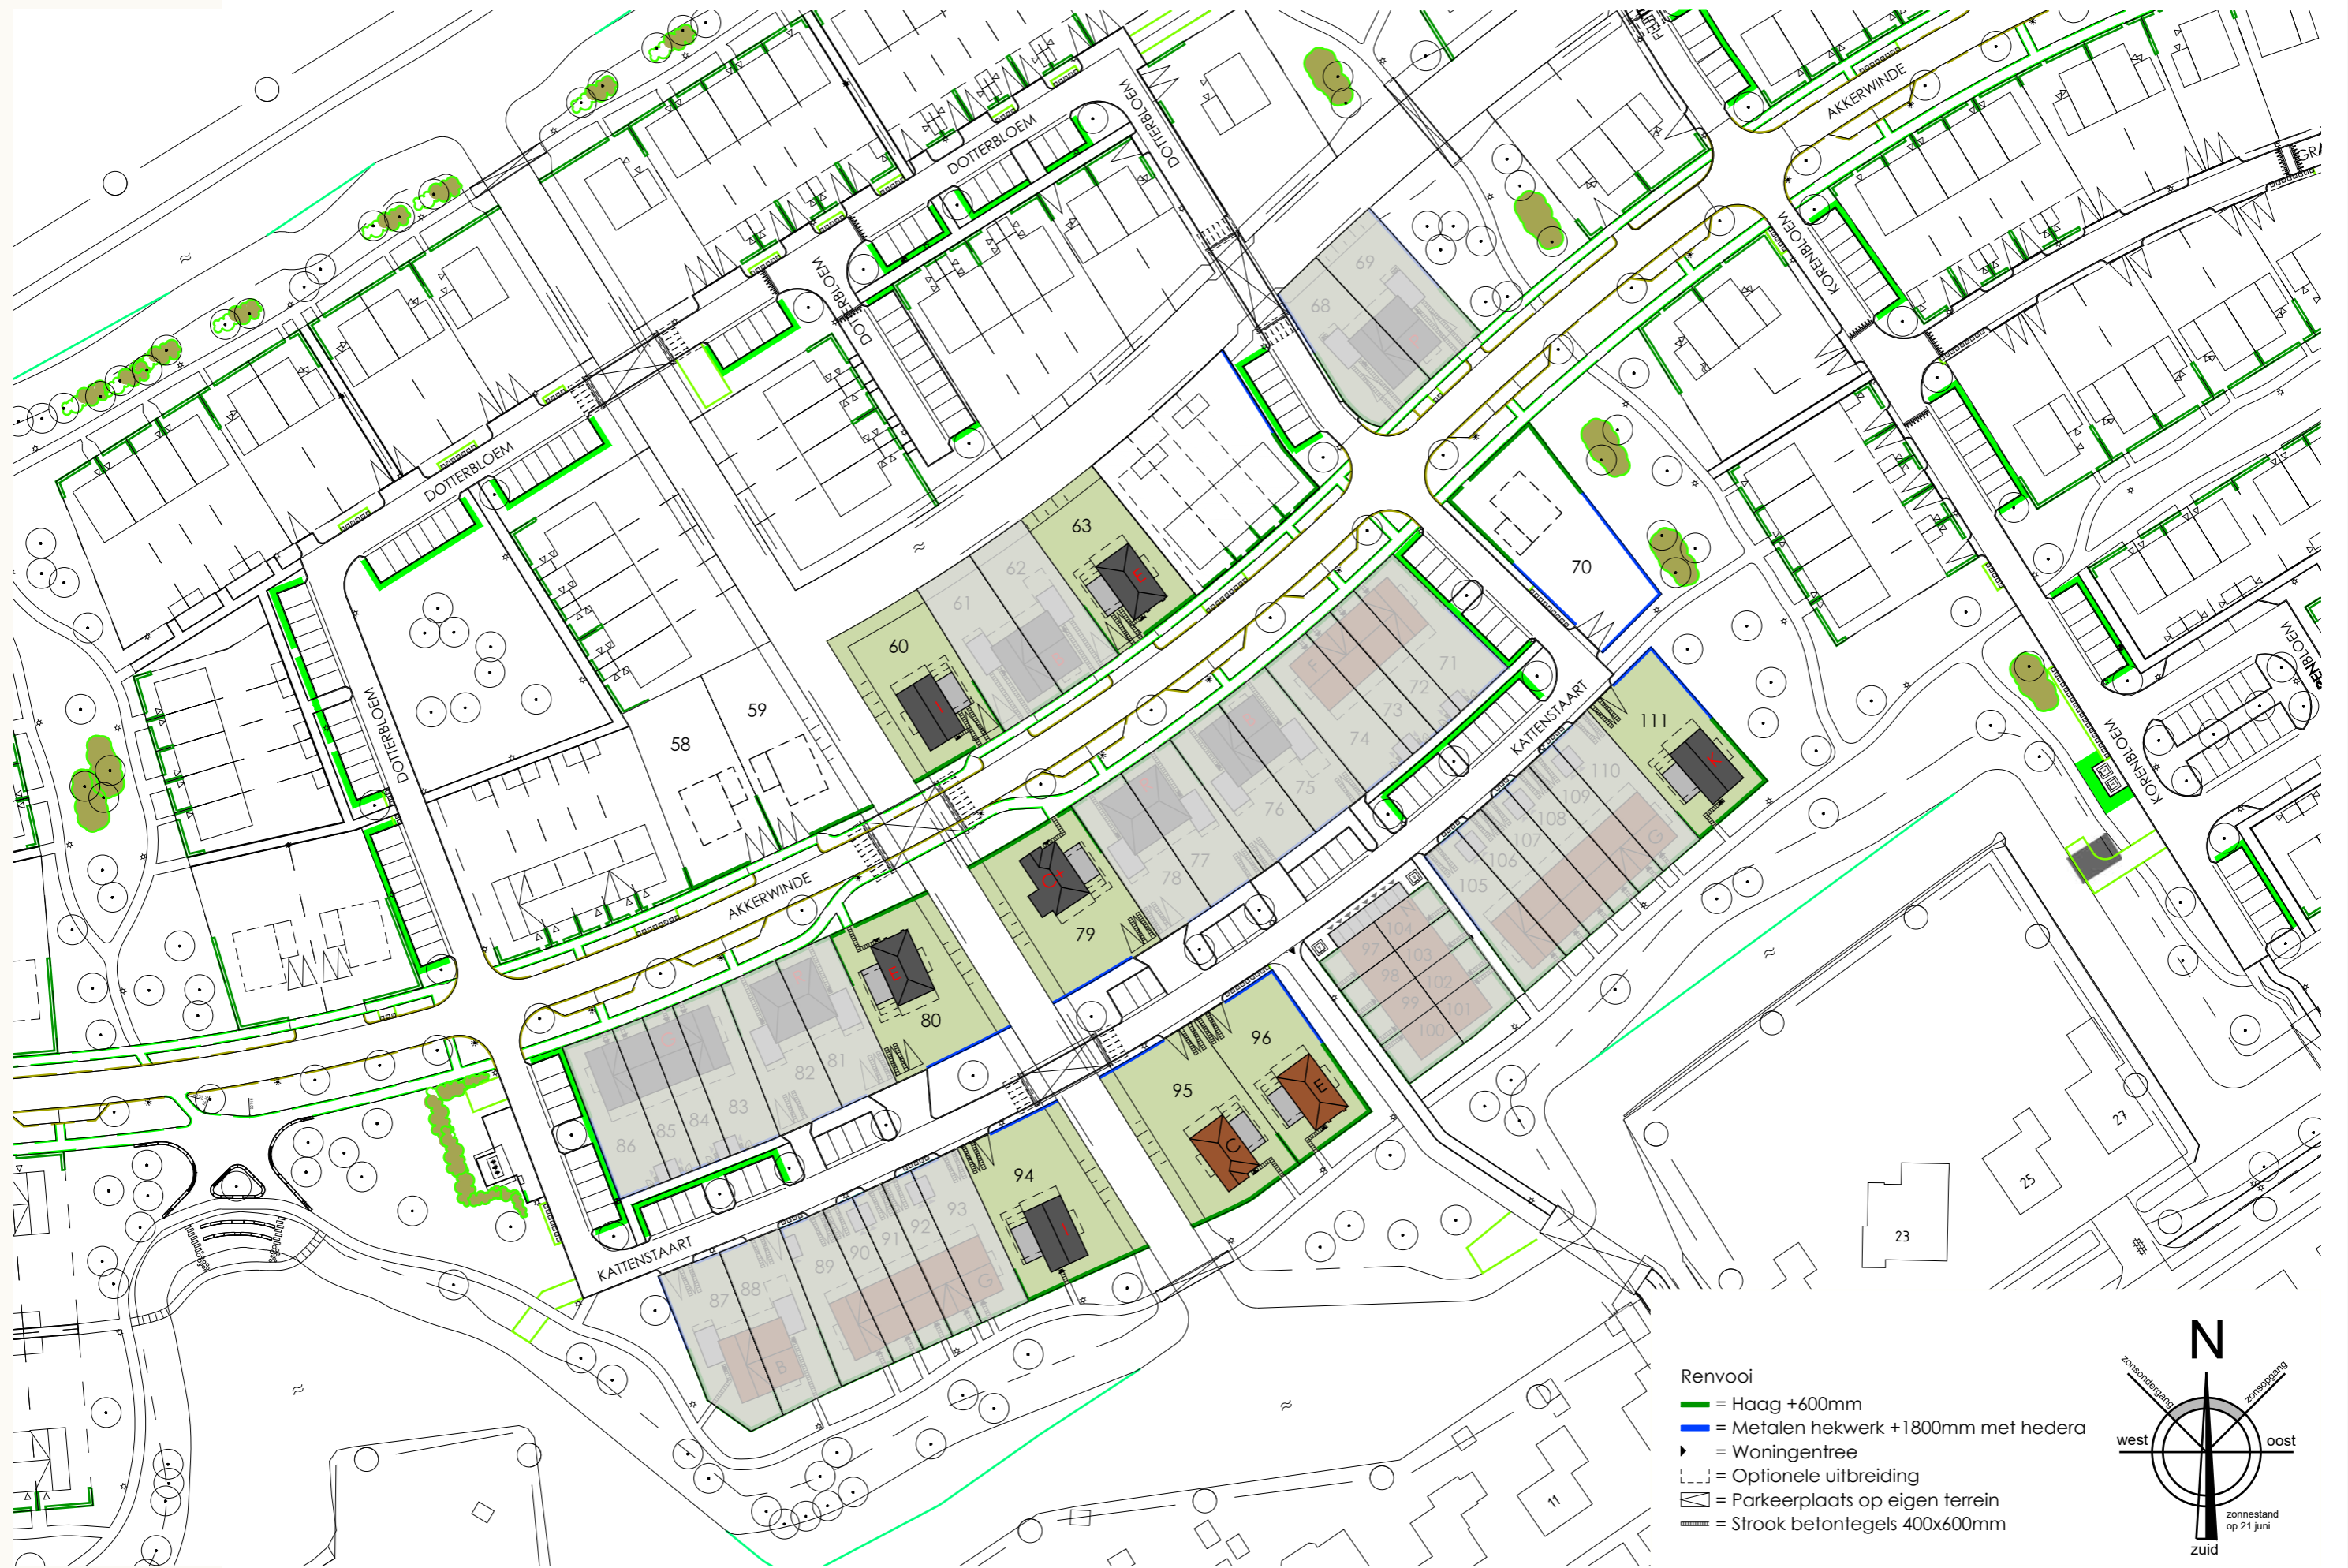 AKKERWINDE
DOTTERBLOEM
DOTTERBLOEM
KORENBLOEM
DOTTERBLOEM
69
68
DOTTERBLOEM
DOTTERBLOEM
63
62
70
61
60
KORENBLOEM
71
72
KATTENSTAART
59
58
73
74
111
DOTTERBLOEM
KORENBLOEM
75
76
110
109
108
107
106
105
77
78
G
K
AKKERWINDE
C*
79
104
97
103
98
102
99
101
100
80
81
82
83
84
85
86
96
95
E
C
27
25
23
94
93
92
91
90
89
88
87
G
B
KATTENSTAART
11
Renvooi
= Haag +600mm
= Metalen hekwerk +1800mm met hedera
= Woningentree
= Optionele uitbreiding
= Parkeerplaats op eigen terrein
= Strook betontegels 400x600mm
N
zonsondergang
zonsopgang
west
oost
zonnestand
op 21 juni
zuid